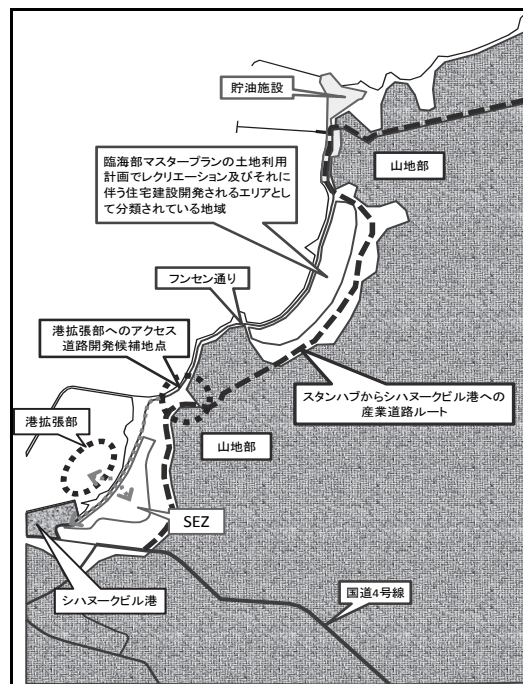 貯油施設
山地部
臨海部マスタープランの土地利用
計画でレクリエーション及びそれに
伴う住宅建設開発されるエリアとし
て分類されている地域
フンセン通り
港拡張部へのアクセス
道路開発候補地点
スタンハブからシハヌークビル港への
産業道路ルート
港拡張部
山地部
SEZ
シハヌークビル港
国道4号線